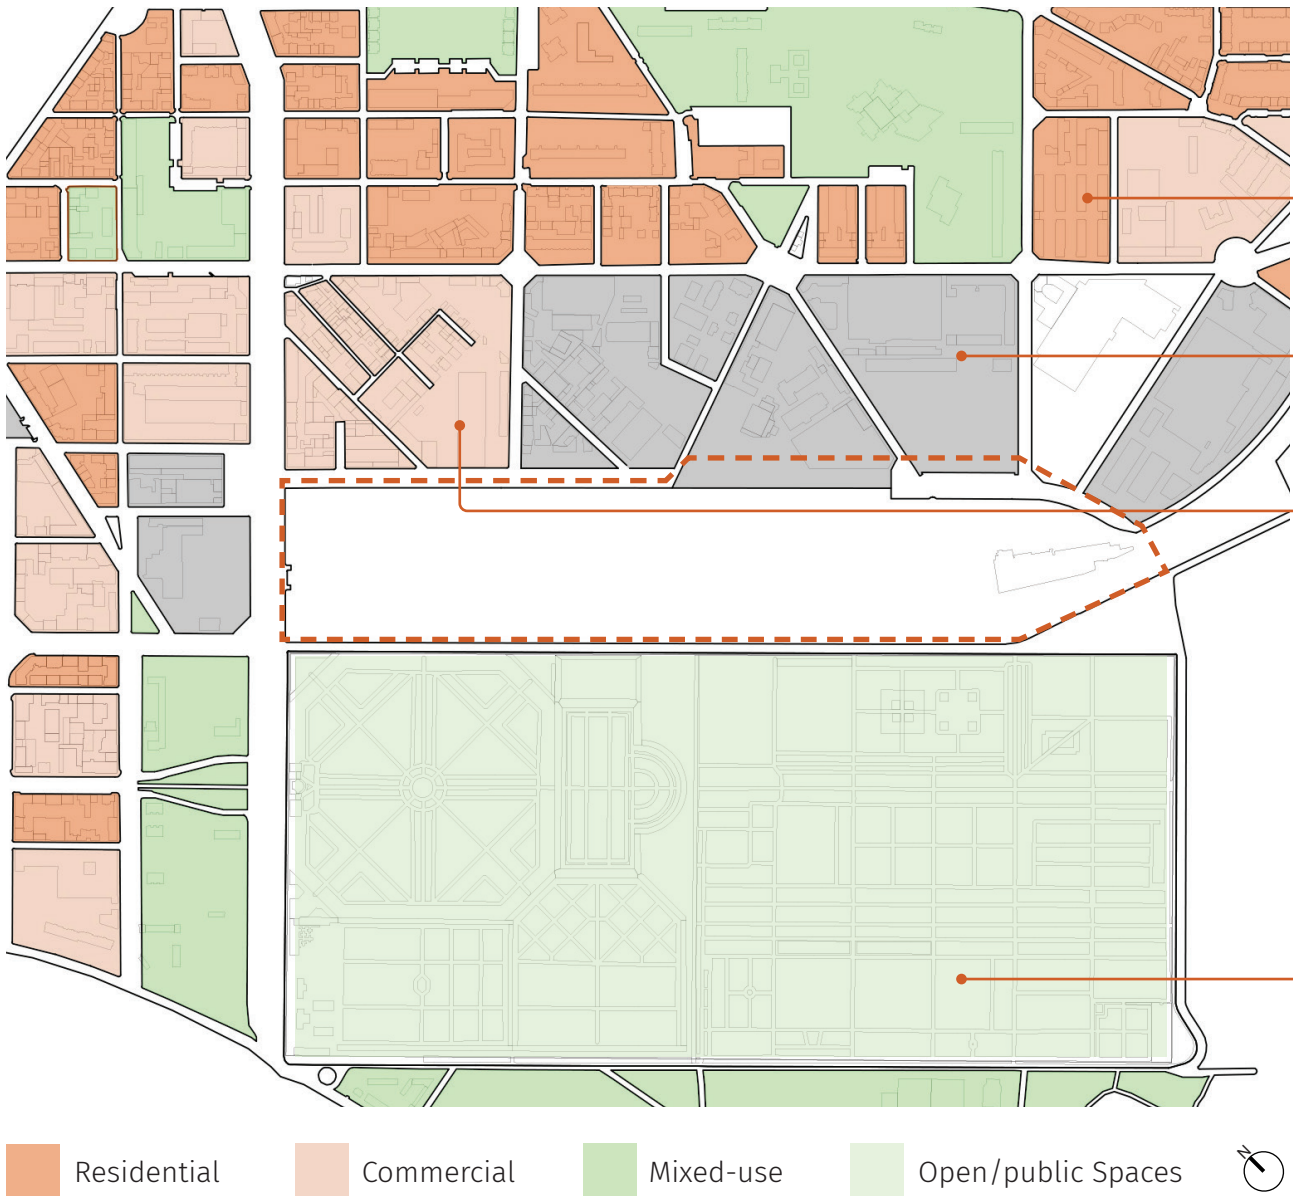 Residential
Commercial
Mixed-use
Open/public Spaces
N